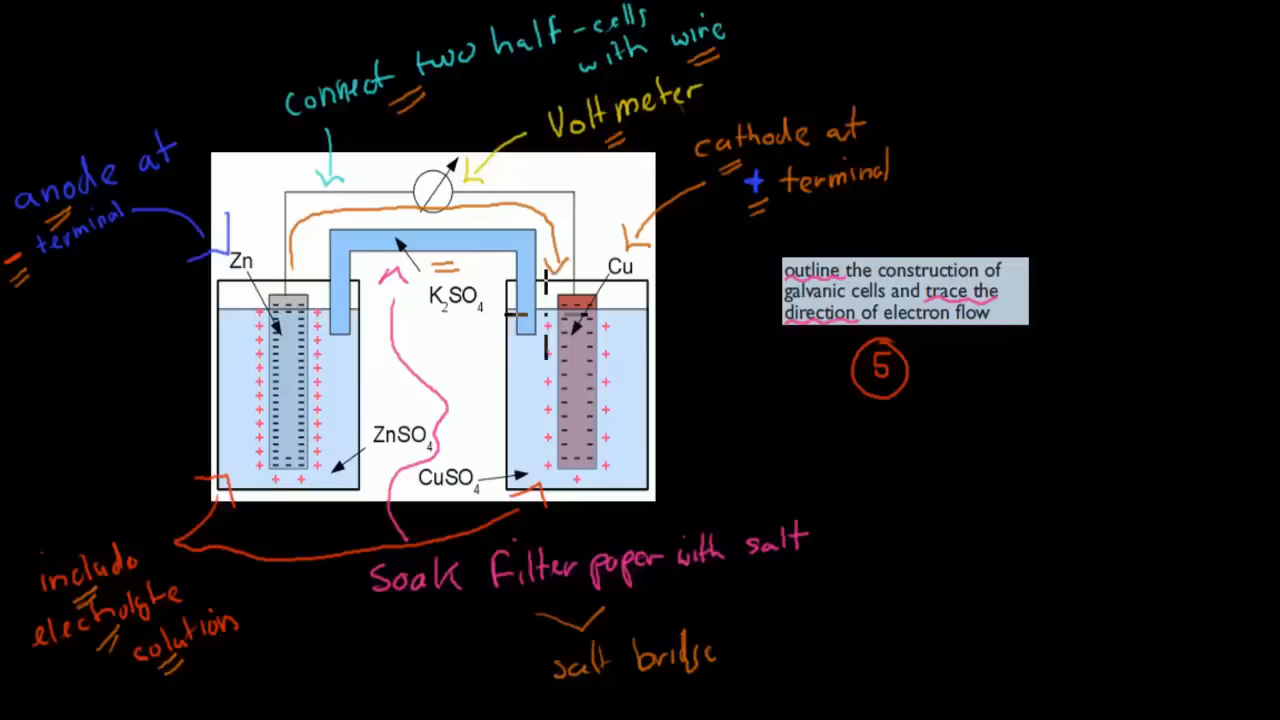 connect two half-cells
with wire
Voltmeter
cathode at
+ terminal
anode at
- terminal
Zn
Cu
K2SO4
outline the construction of
galvanic cells and trace the
direction of electron flow
5
ZnSO4
CuSO4
include
electrolyte
solution
Soak filter paper with salt
salt bridge